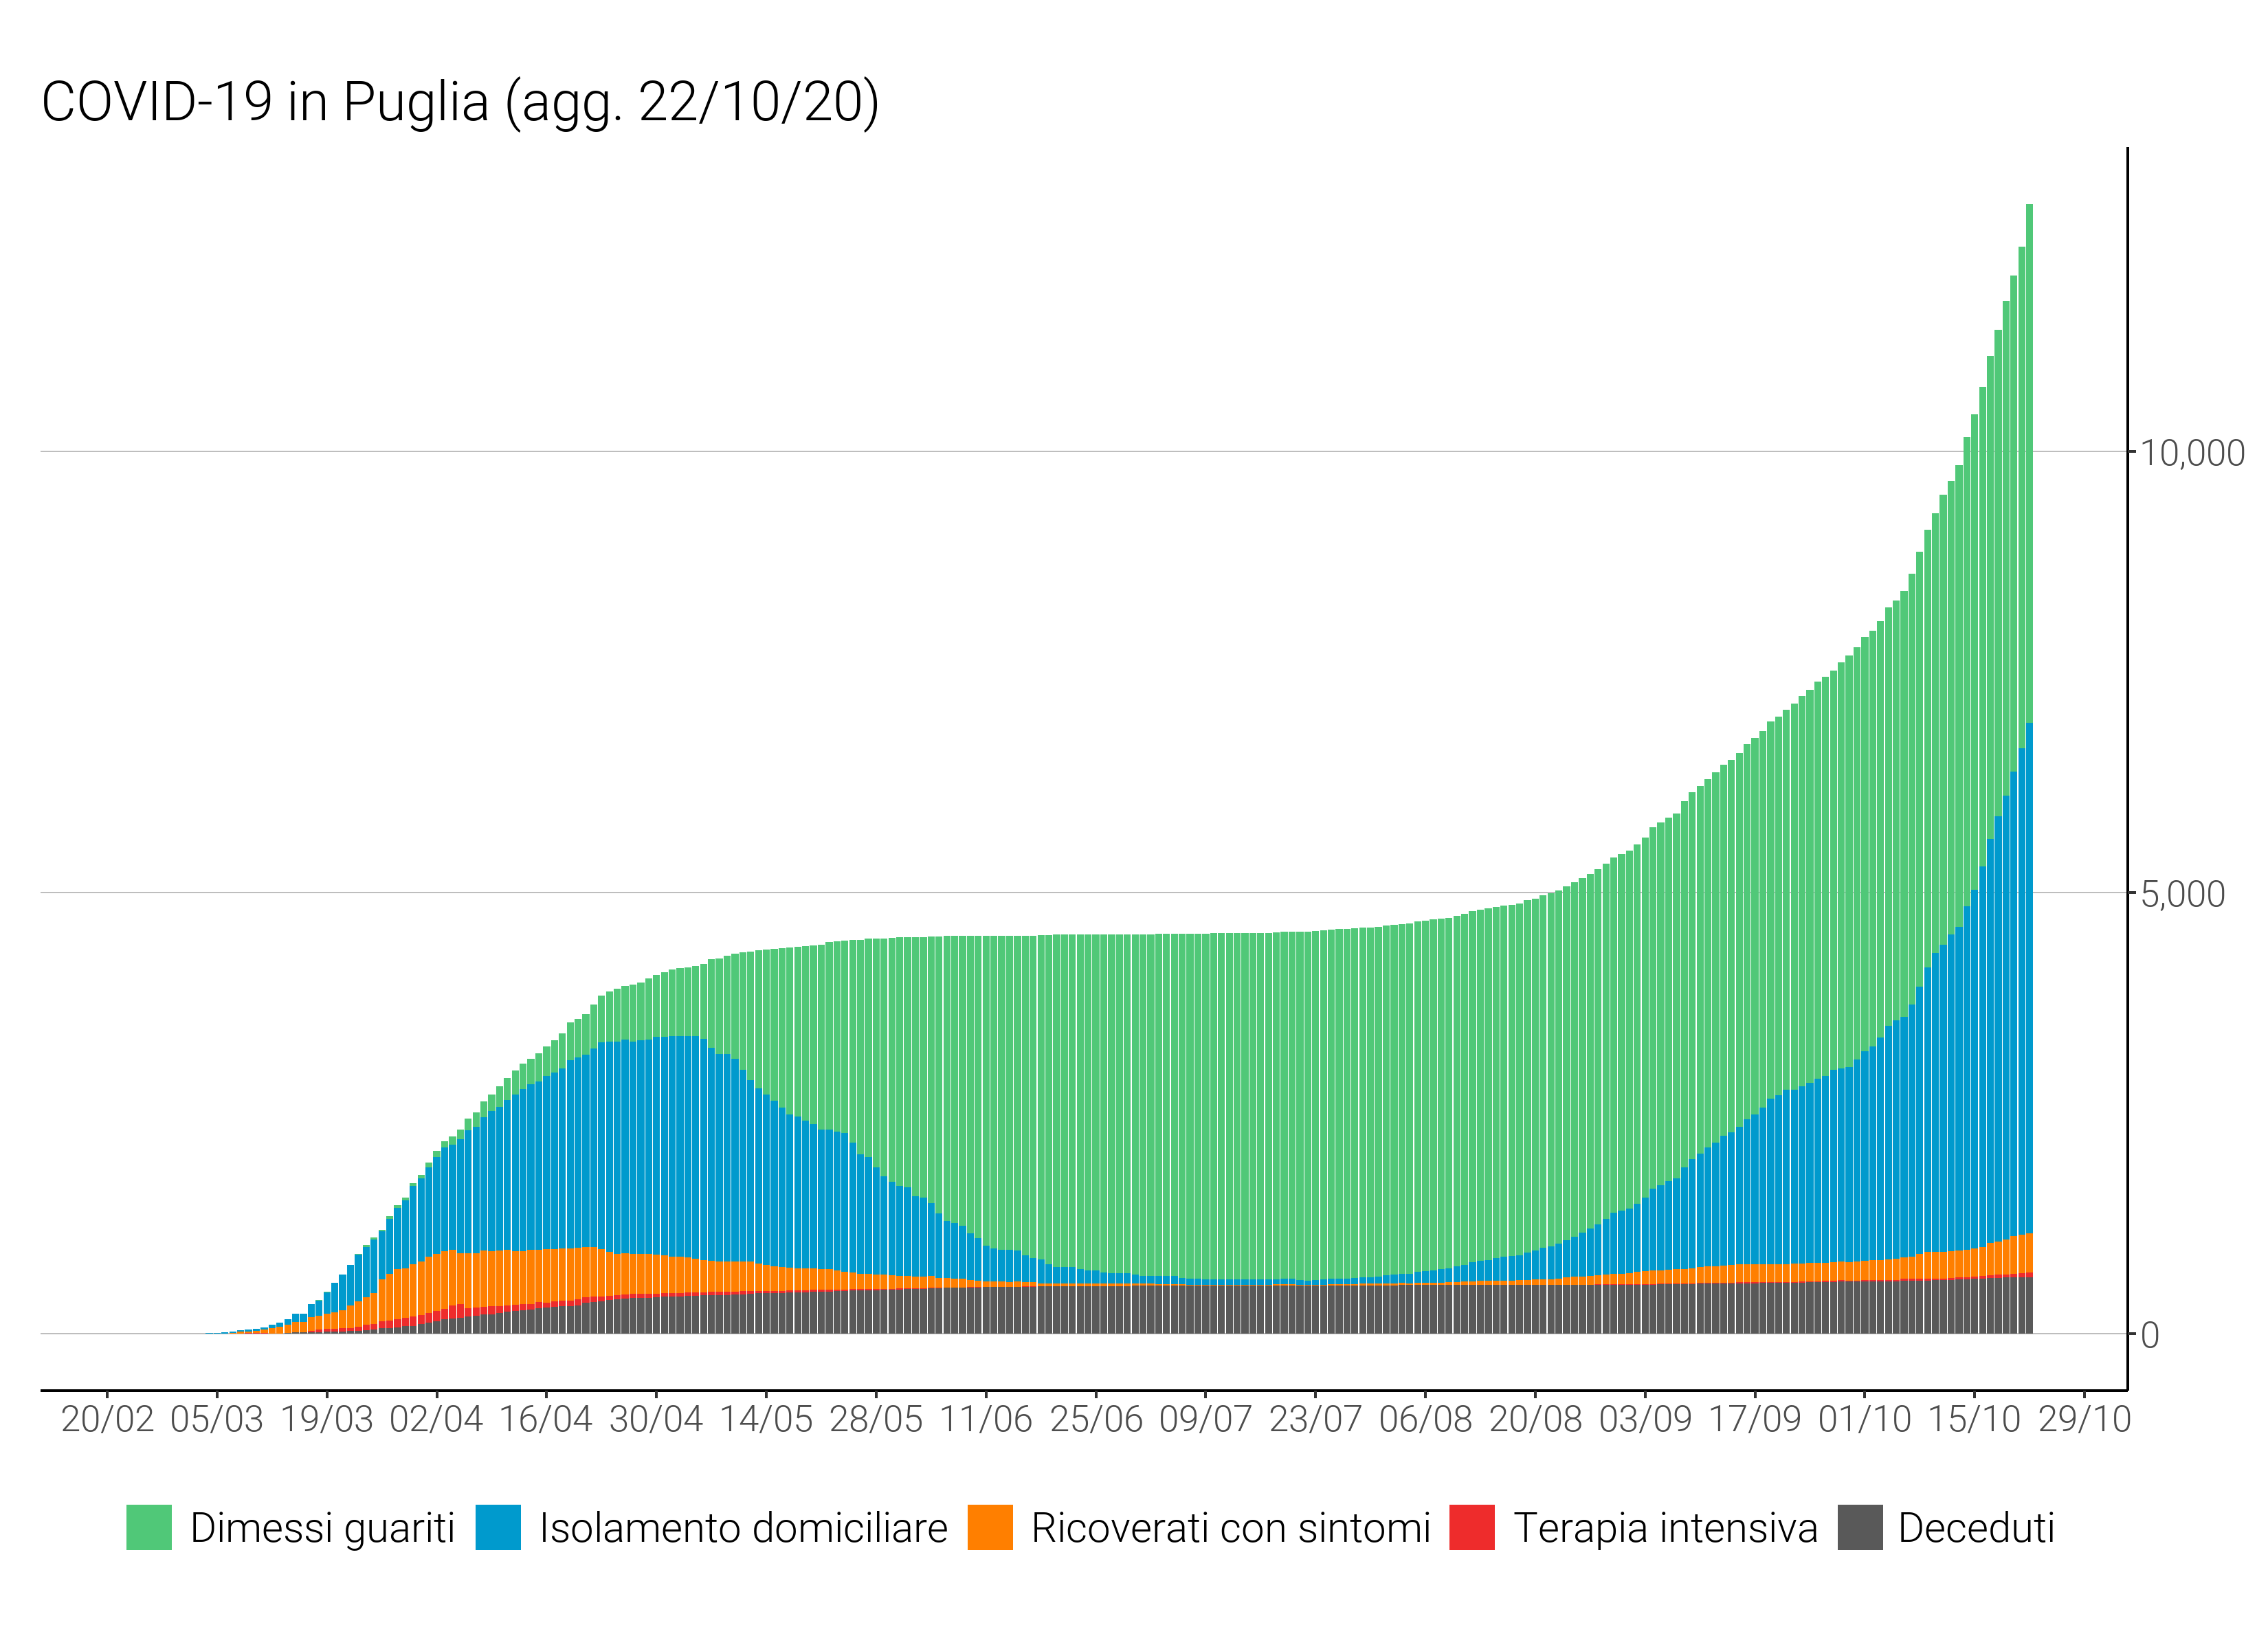 COVID-19 in Puglia (agg. 22/10/20)
10,000
5,000
0
20/02 05/03 19/03 02/04 16/04 30/04 14/05 28/05 11/06 25/06 09/07 23/07 06/08 20/08 03/09 17/09 01/10 15/10 29/10
Dimessi guariti Isolamento domiciliare Ricoverati con sintomi Terapia intensiva Deceduti